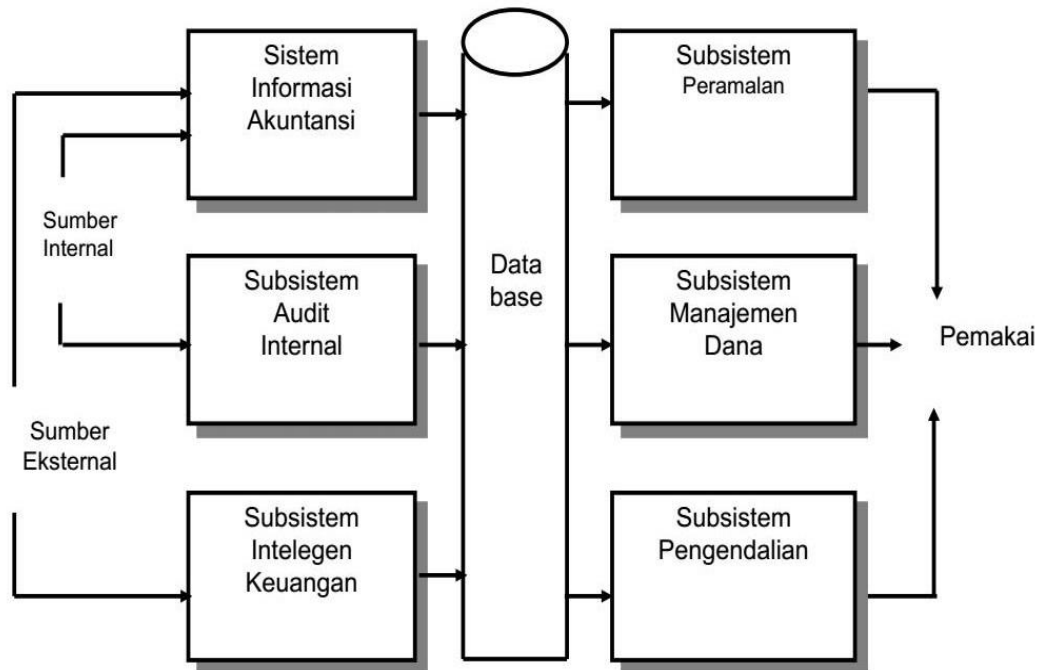 Sistem
Informasi
Akuntansi
Subsistem
Peramalan
Sumber
Internal
Subsistem
Audit
Internal
Data
base
Subsistem
Manajemen
Dana
Pemakai
Sumber
Eksternal
Subsistem
Intelegen
Keuangan
Subsistem
Pengendalian